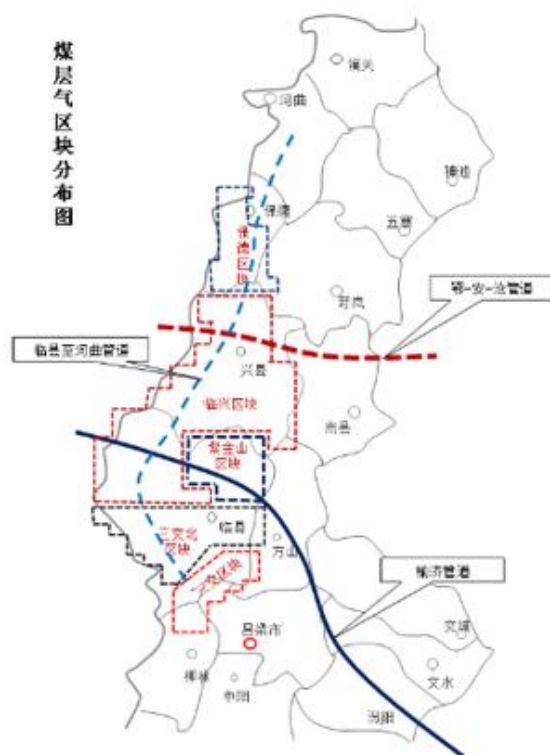 煤层气区块分布图
偏关
河曲
神池
保德
五寨
保德区块
岢岚
鄂-安-沧管道
临县至河曲管道
兴县
临兴区块
岚县
紫金山
区块
临县
三交北
区块
方山
三交区块
输济管道
交城
吕梁市
文水
柳林
中阳
汾阳